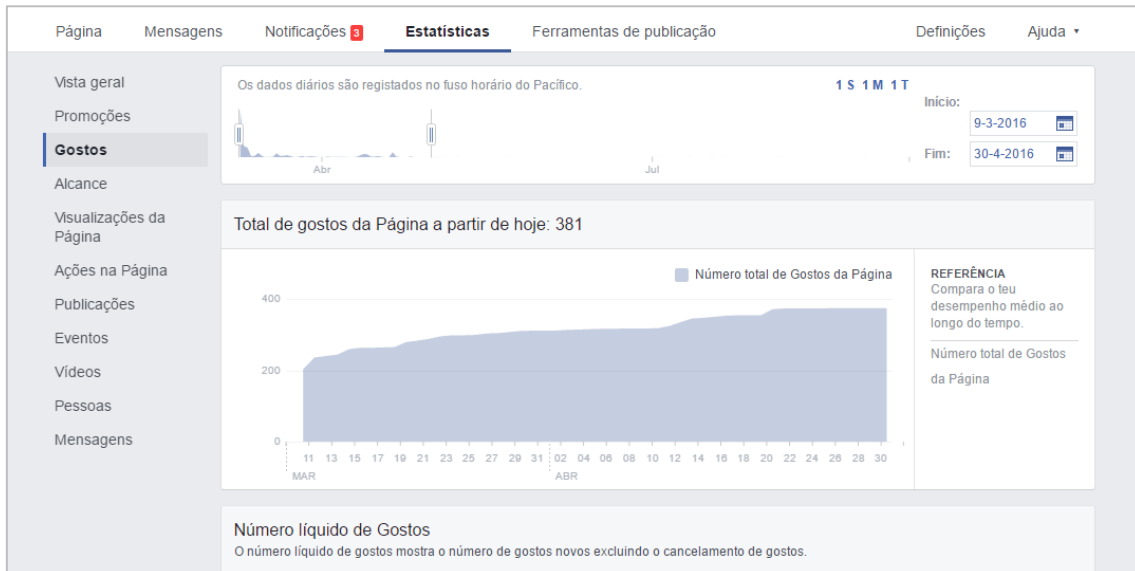 Página Mensagens Notificações 3 Estatísticas Ferramentas de publicação Definições Ajuda
Vista geral
Promoções
Gostos
Alcance
Visualizações da
Página
Ações na Página
Publicações
Eventos
Vídeos
Pessoas
Mensagens
Os dados diários são registados no fuso horário do Pacífico.
1 S 1 M 1 T
Início:
9-3-2016
Fim: 30-4-2016
Abr Jul
Total de gostos da Página a partir de hoje: 381
Número total de Gostos da Página
400
200
0
11 13 15 17 19 21 23 25 27 29 31 02 04 06 08 10 12 14 16 18 20 22 24 26 28 30
MAR ABR
REFERÊNCIA
Compara o teu
desempenho médio ao
longo do tempo.
Número total de Gostos
da Página
Número líquido de Gostos
O número líquido de gostos mostra o número de gostos novos excluindo o cancelamento de gostos.